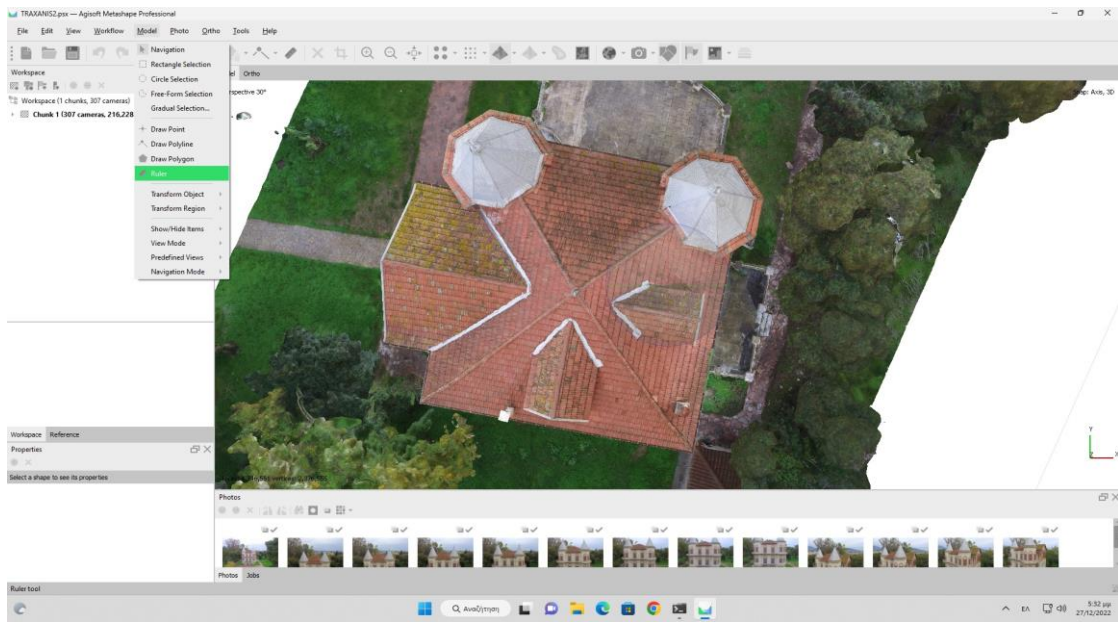 TRAXANIS2.psx — Agisoft Metashape Professional
File Edit View Workflow Model Photo Ortho Tools Help
Navigation
Rectangle Selection
Circle Selection
Free-Form Selection
Gradual Selection...
Draw Point
Draw Polyline
Draw Polygon
Ruler
Transform Object
Transform Region
Show/Hide Items
View Mode
Predefined Views
Navigation Mode
Workspace
Workspace (1 chunks, 307 cameras)
Chunk 1 (307 cameras, 216,228
Ortho
erspective 30°
Snap: Axis, 3D
Y
X
Workspace Reference
Properties
Select a shape to see its properties
Photos
Photos Jobs
Ruler tool
Αναζήτηση
ΕΛ
5:32 μμ
27/12/2022